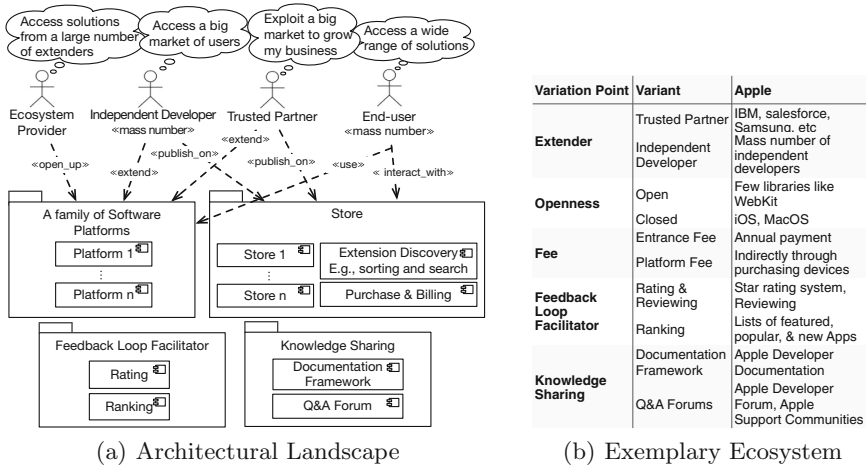 Access solutions
from a large number
of extenders
Access a big
market of users
Exploit a big
market to grow
my business
Access a wide
range of solutions
Ecosystem
Provider
Independent Developer
«mass number»
Trusted Partner
End-user
«mass number»
«open_up»
«extend»
«publish_on»
«extend»
«publish_on»
«use»
« interact_with»
A family of Software
Platforms
Platform 1
...
Platform n
Store
Store 1
...
Store n
Extension Discovery
E.g., sorting and search
Purchase & Billing
Feedback Loop Facilitator
Rating
Ranking
Knowledge Sharing
Documentation
Framework
Q&A Forum
(a) Architectural Landscape
Variation Point Variant Apple
Extender
Trusted Partner
IBM, salesforce,
Samsung, etc
Independent
Developer
Mass number of
independent
developers
Openness
Open
Few libraries like
WebKit
Closed
iOS, MacOS
Fee
Entrance Fee
Annual payment
Platform Fee
Indirectly through
purchasing devices
Feedback
Loop
Facilitator
Rating &
Reviewing
Star rating system,
Reviewing
Ranking
Lists of featured,
popular, & new Apps
Knowledge
Sharing
Documentation
Framework
Apple Developer
Documentation
Q&A Forums
Apple Developer
Forum, Apple
Support Communities
(b) Exemplary Ecosystem